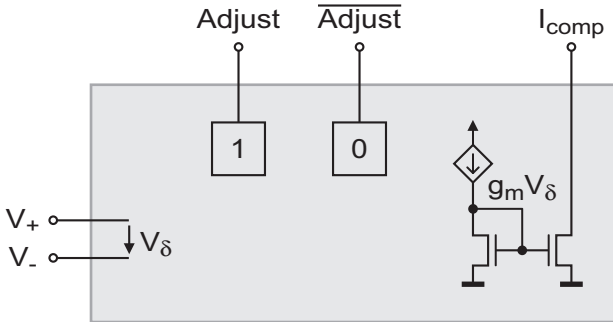 Adjust
Adjust
I_comp
1
0
g_mV_δ
V_+
V_δ
V_-